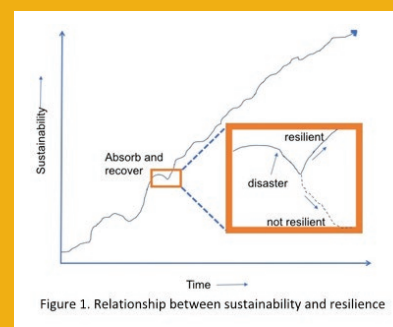 Sustainability
Absorb and
recover
resilient
disaster
not resilient
Time
Figure 1. Relationship between sustainability and resilience